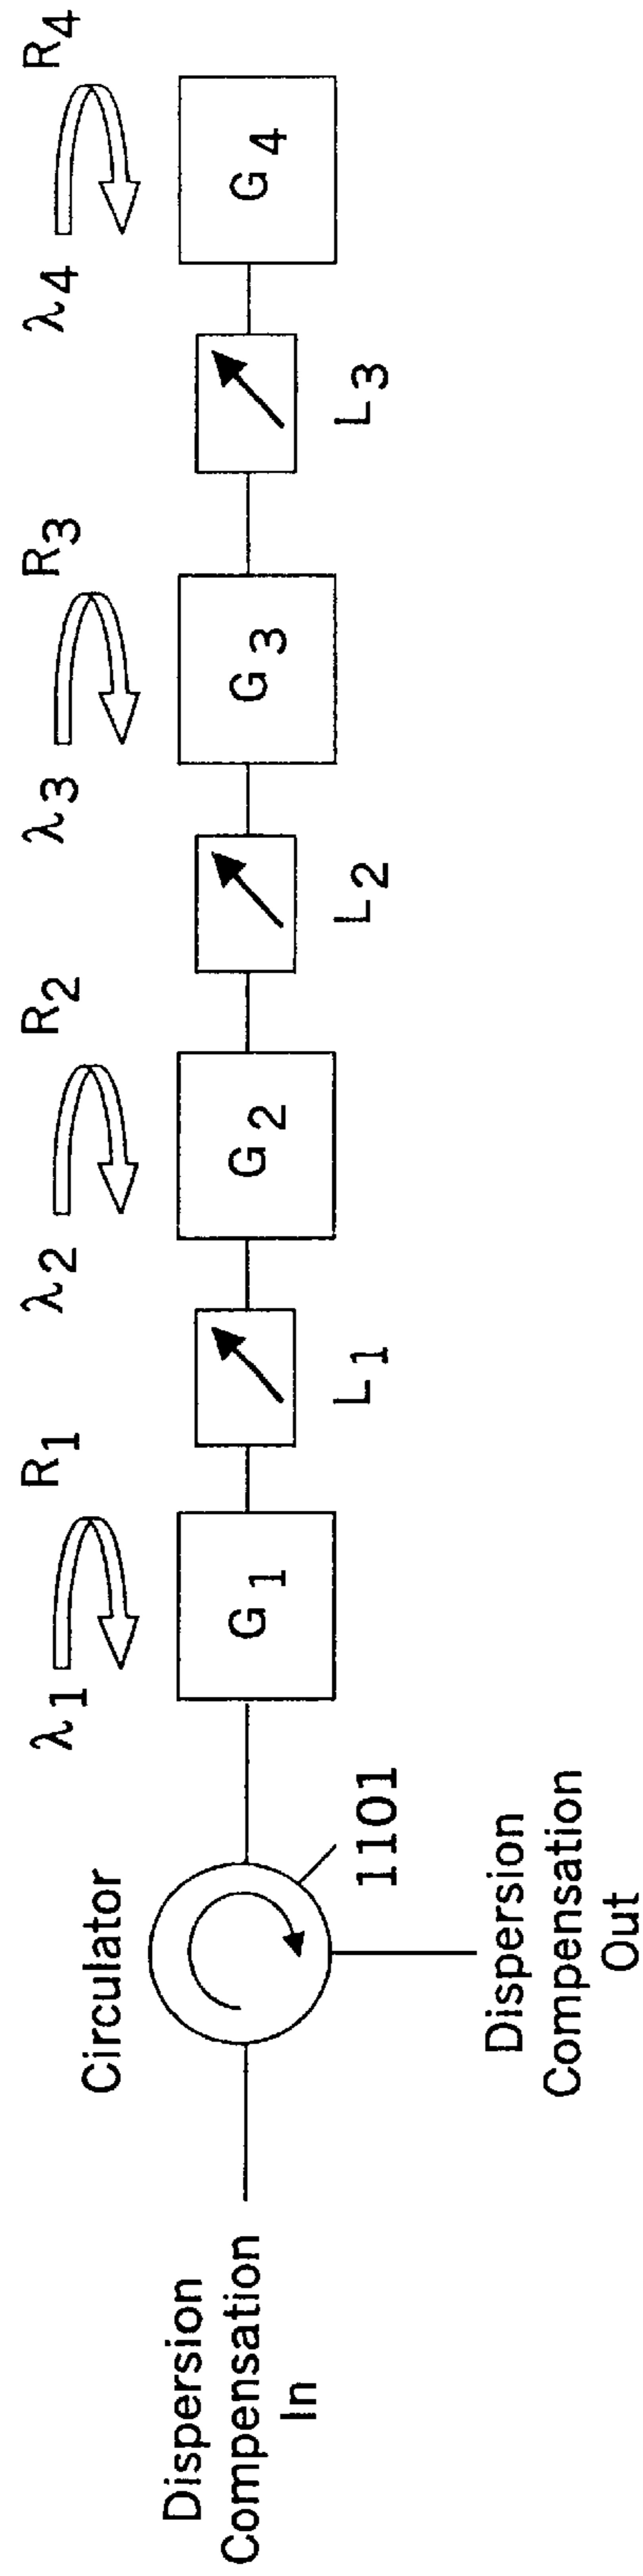 λ1 R1
λ2 R2
λ3 R3
λ4 R4
Circulator
G1
G2
G3
G4
L1
L2
L3
1101
Dispersion
Compensation
In
Dispersion
Compensation
Out